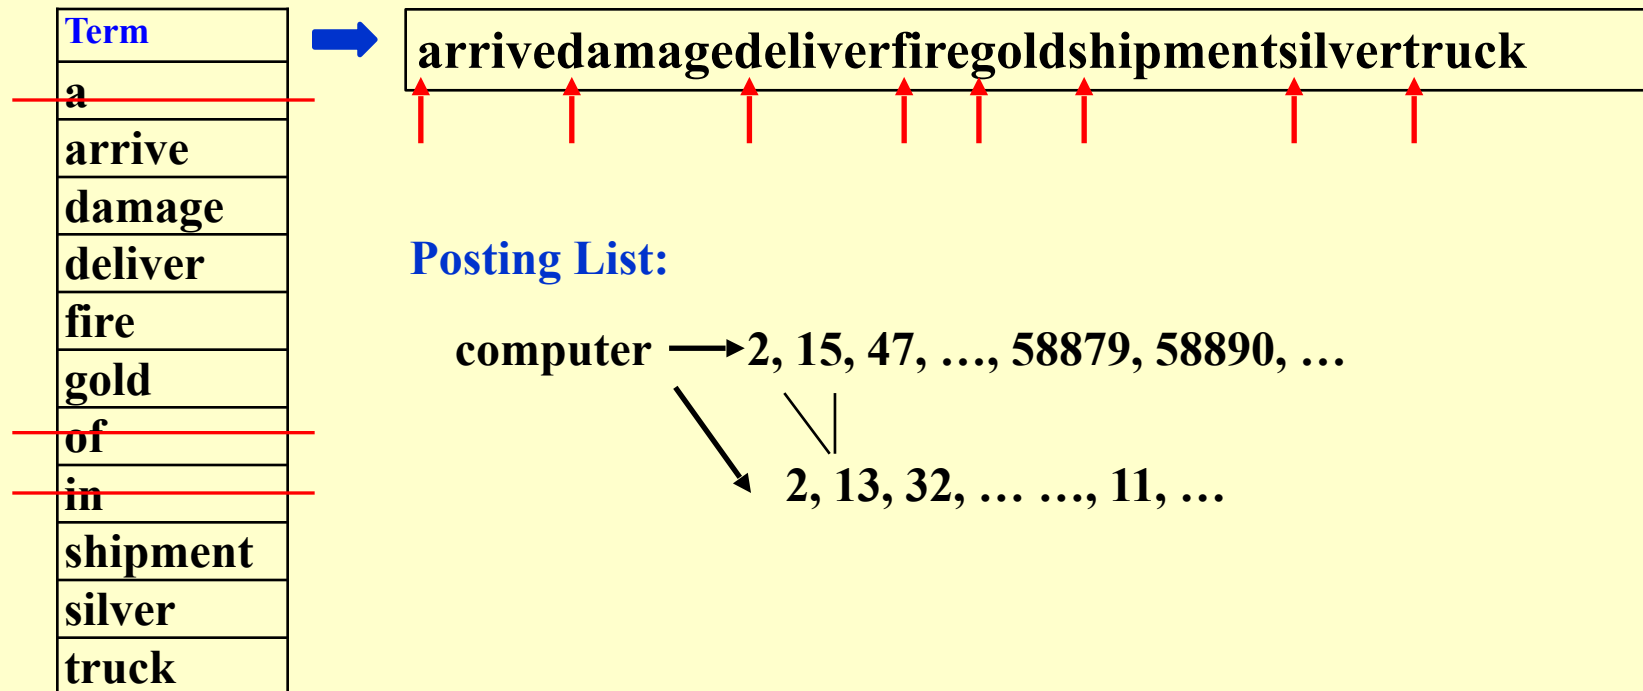 Term
a
arrive
damage
deliver
fire
gold
of
in
shipment
silver
truck
arrivedamagedeliverfiregoldshipmentsilvertruck
Posting List:
computer 2, 15, 47, …, 58879, 58890, …
2, 13, 32, … …, 11, …